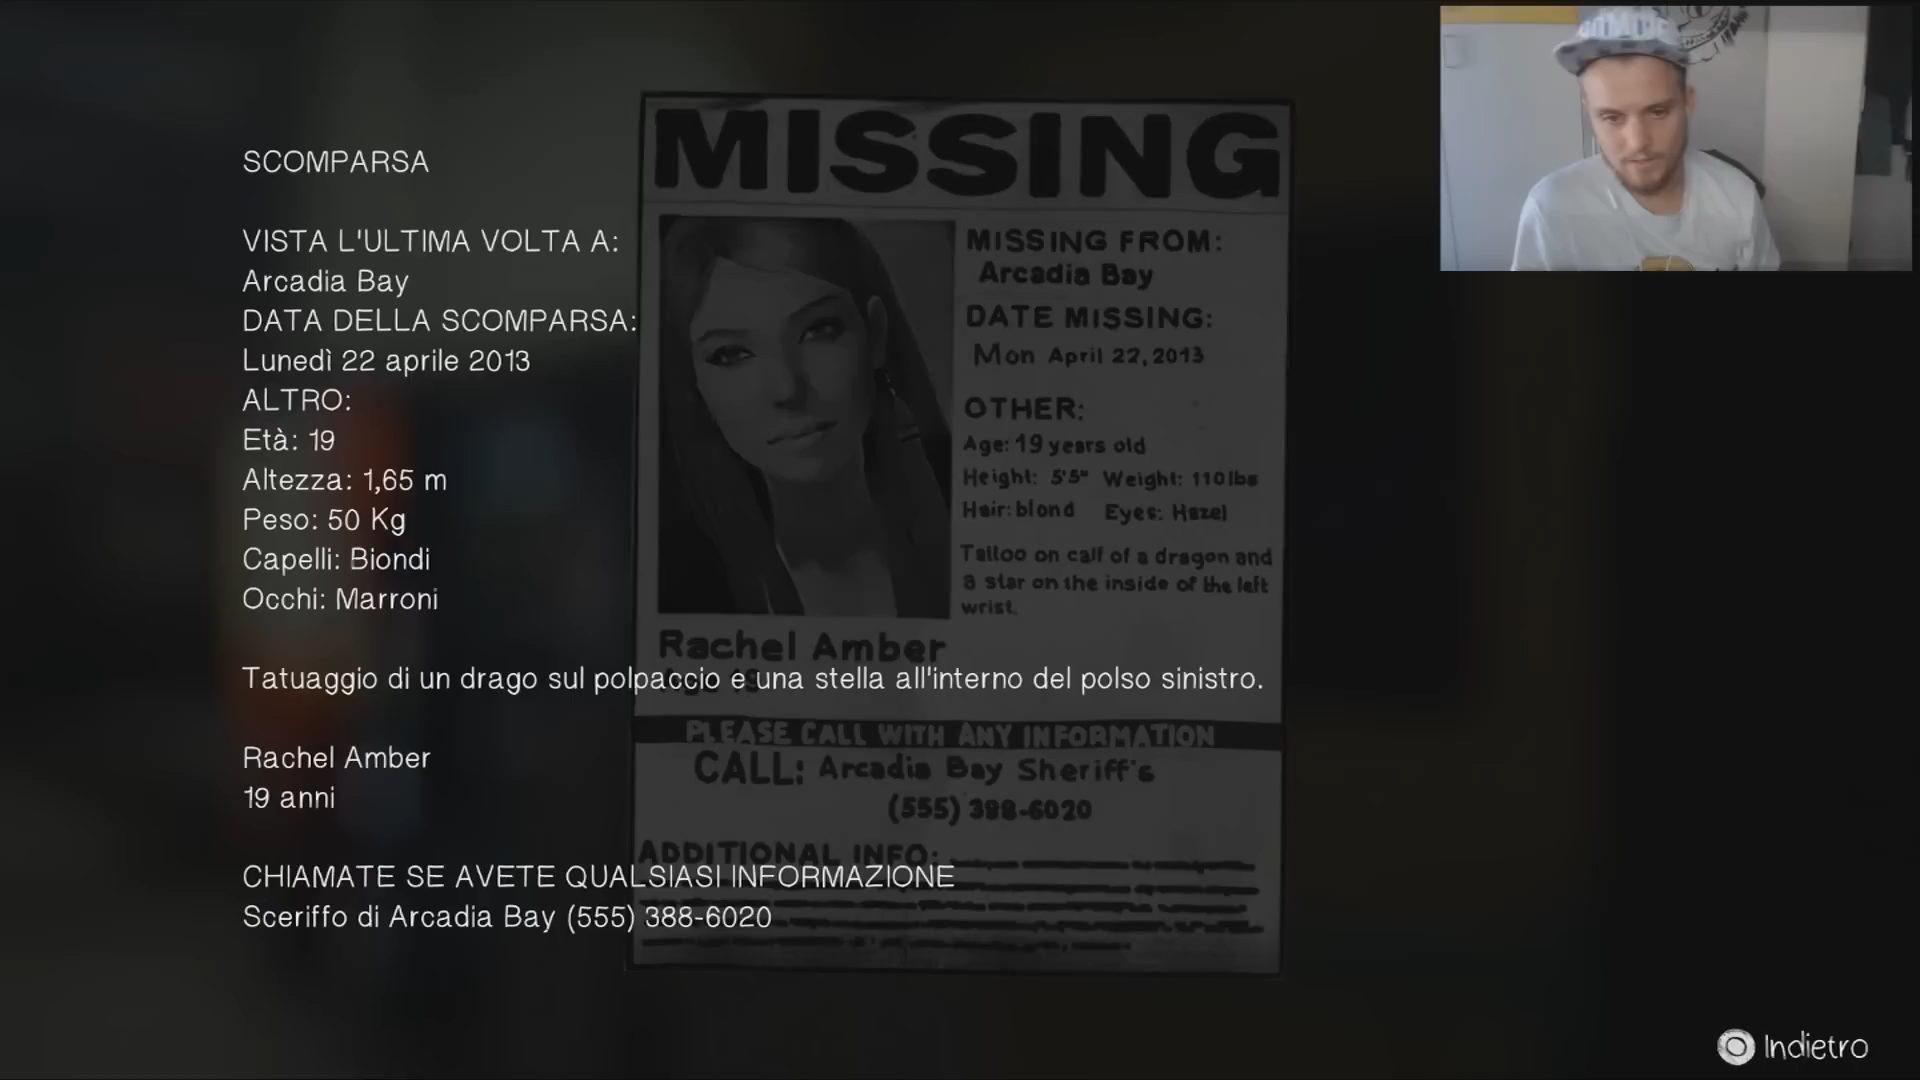 SCOMPARSA
VISTA L'ULTIMA VOLTA A:
Arcadia Bay
DATA DELLA SCOMPARSA:
Lunedì 22 aprile 2013
ALTRO:
Età: 19
Altezza: 1,65 m
Peso: 50 Kg
Capelli: Biondi
Occhi: Marroni
Tatuaggio di un drago sul polpaccio e una stella all'interno del polso sinistro.
Rachel Amber
19 anni
CHIAMATE SE AVETE QUALSIASI INFORMAZIONE
Sceriffo di Arcadia Bay (555) 388-6020
MISSING
MISSING FROM:
Arcadia Bay
DATE MISSING:
Mon April 22, 2013
OTHER:
Age: 19 years old
Height: 5'5" Weight: 110 lbs
Hair: blond Eyes: Hazel
Tattoo on calf of a dragon and
a star on the inside of the left
wrist.
Rachel Amber
PLEASE CALL WITH ANY INFORMATION
CALL: Arcadia Bay Sheriff's
(555) 388-6020
ADDITIONAL INFO:
Indietro